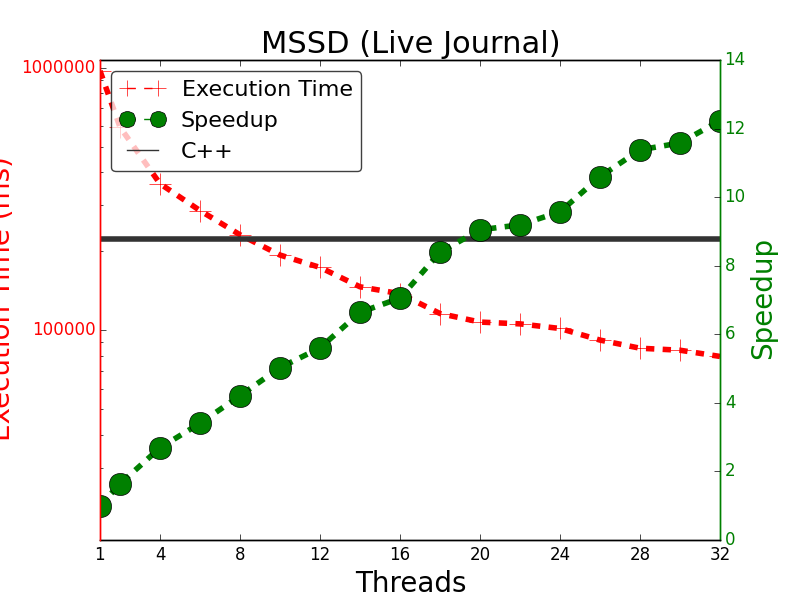 MSSD (Live Journal)
1000000
100000
Execution Time (ms)
Execution Time
Speedup
C++
14
12
10
8
6
4
2
0
Speedup
1 4 8 12 16 20 24 28 32
Threads